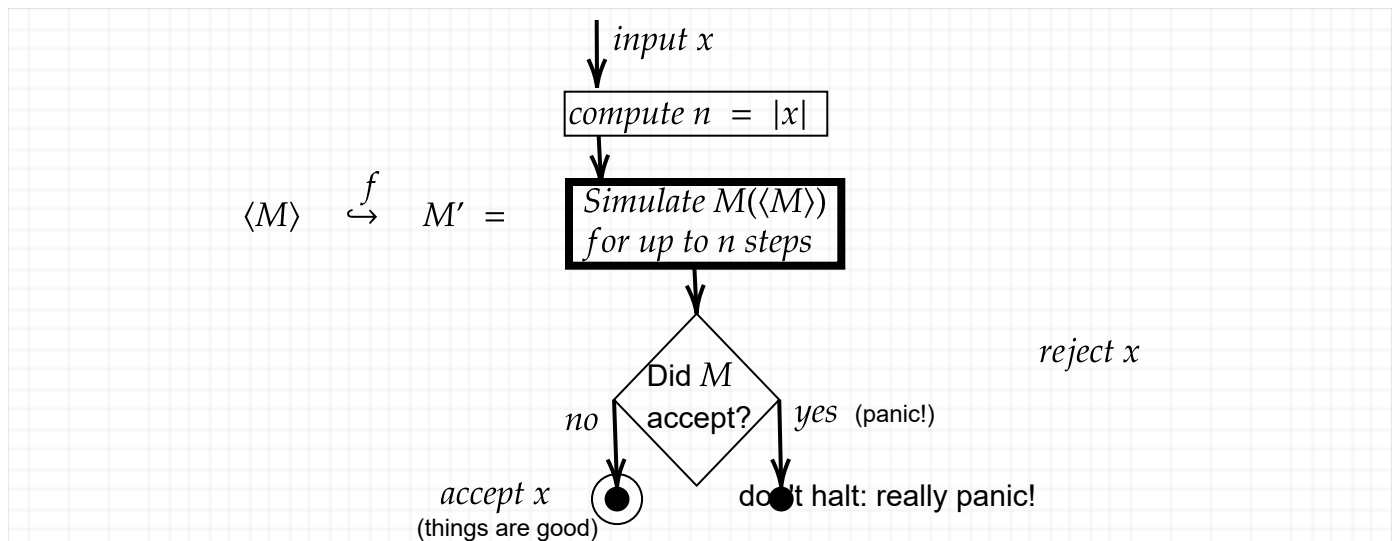 input x
compute n = |x|
⟨M⟩ f↪ M′ =
Simulate M(⟨M⟩)
for up to n steps
reject x
Did M
accept?
no
yes (panic!)
accept x
don't halt: really panic!
(things are good)